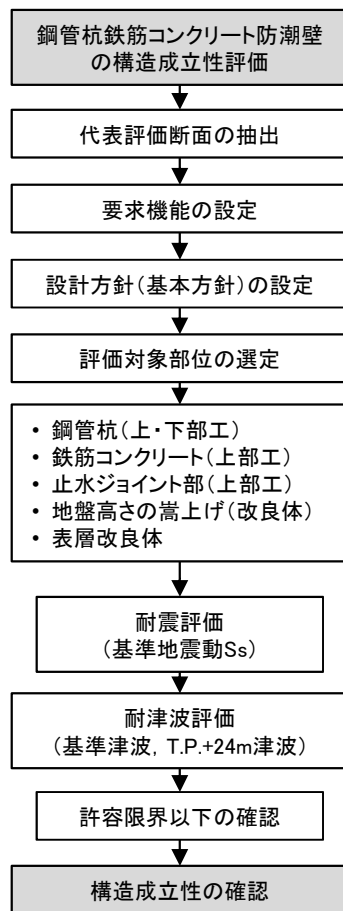 鋼管杭鉄筋コンクリート防潮壁
の構造成立性評価
代表評価断面の抽出
要求機能の設定
設計方針(基本方針)の設定
評価対象部位の選定
• 鋼管杭(上・下部工)
• 鉄筋コンクリート(上部工)
• 止水ジョイント部(上部工)
• 地盤高さの嵩上げ(改良体)
• 表層改良体
耐震評価
(基準地震動Ss)
耐津波評価
(基準津波, T.P.+24m津波)
許容限界以下の確認
構造成立性の確認